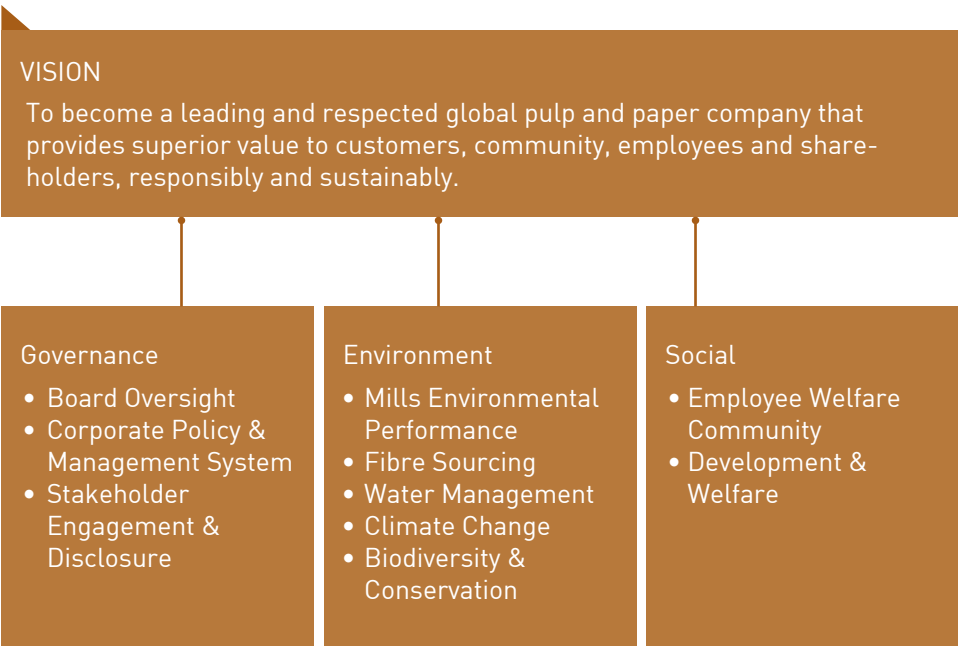 VISION
To become a leading and respected global pulp and paper company that
provides superior value to customers, community, employees and share-
holders, responsibly and sustainably.
Governance
• Board Oversight
• Corporate Policy &
Management System
• Stakeholder
Engagement &
Disclosure
Environment
• Mills Environmental
Performance
• Fibre Sourcing
• Water Management
• Climate Change
• Biodiversity &
Conservation
Social
• Employee Welfare
Community
• Development &
Welfare